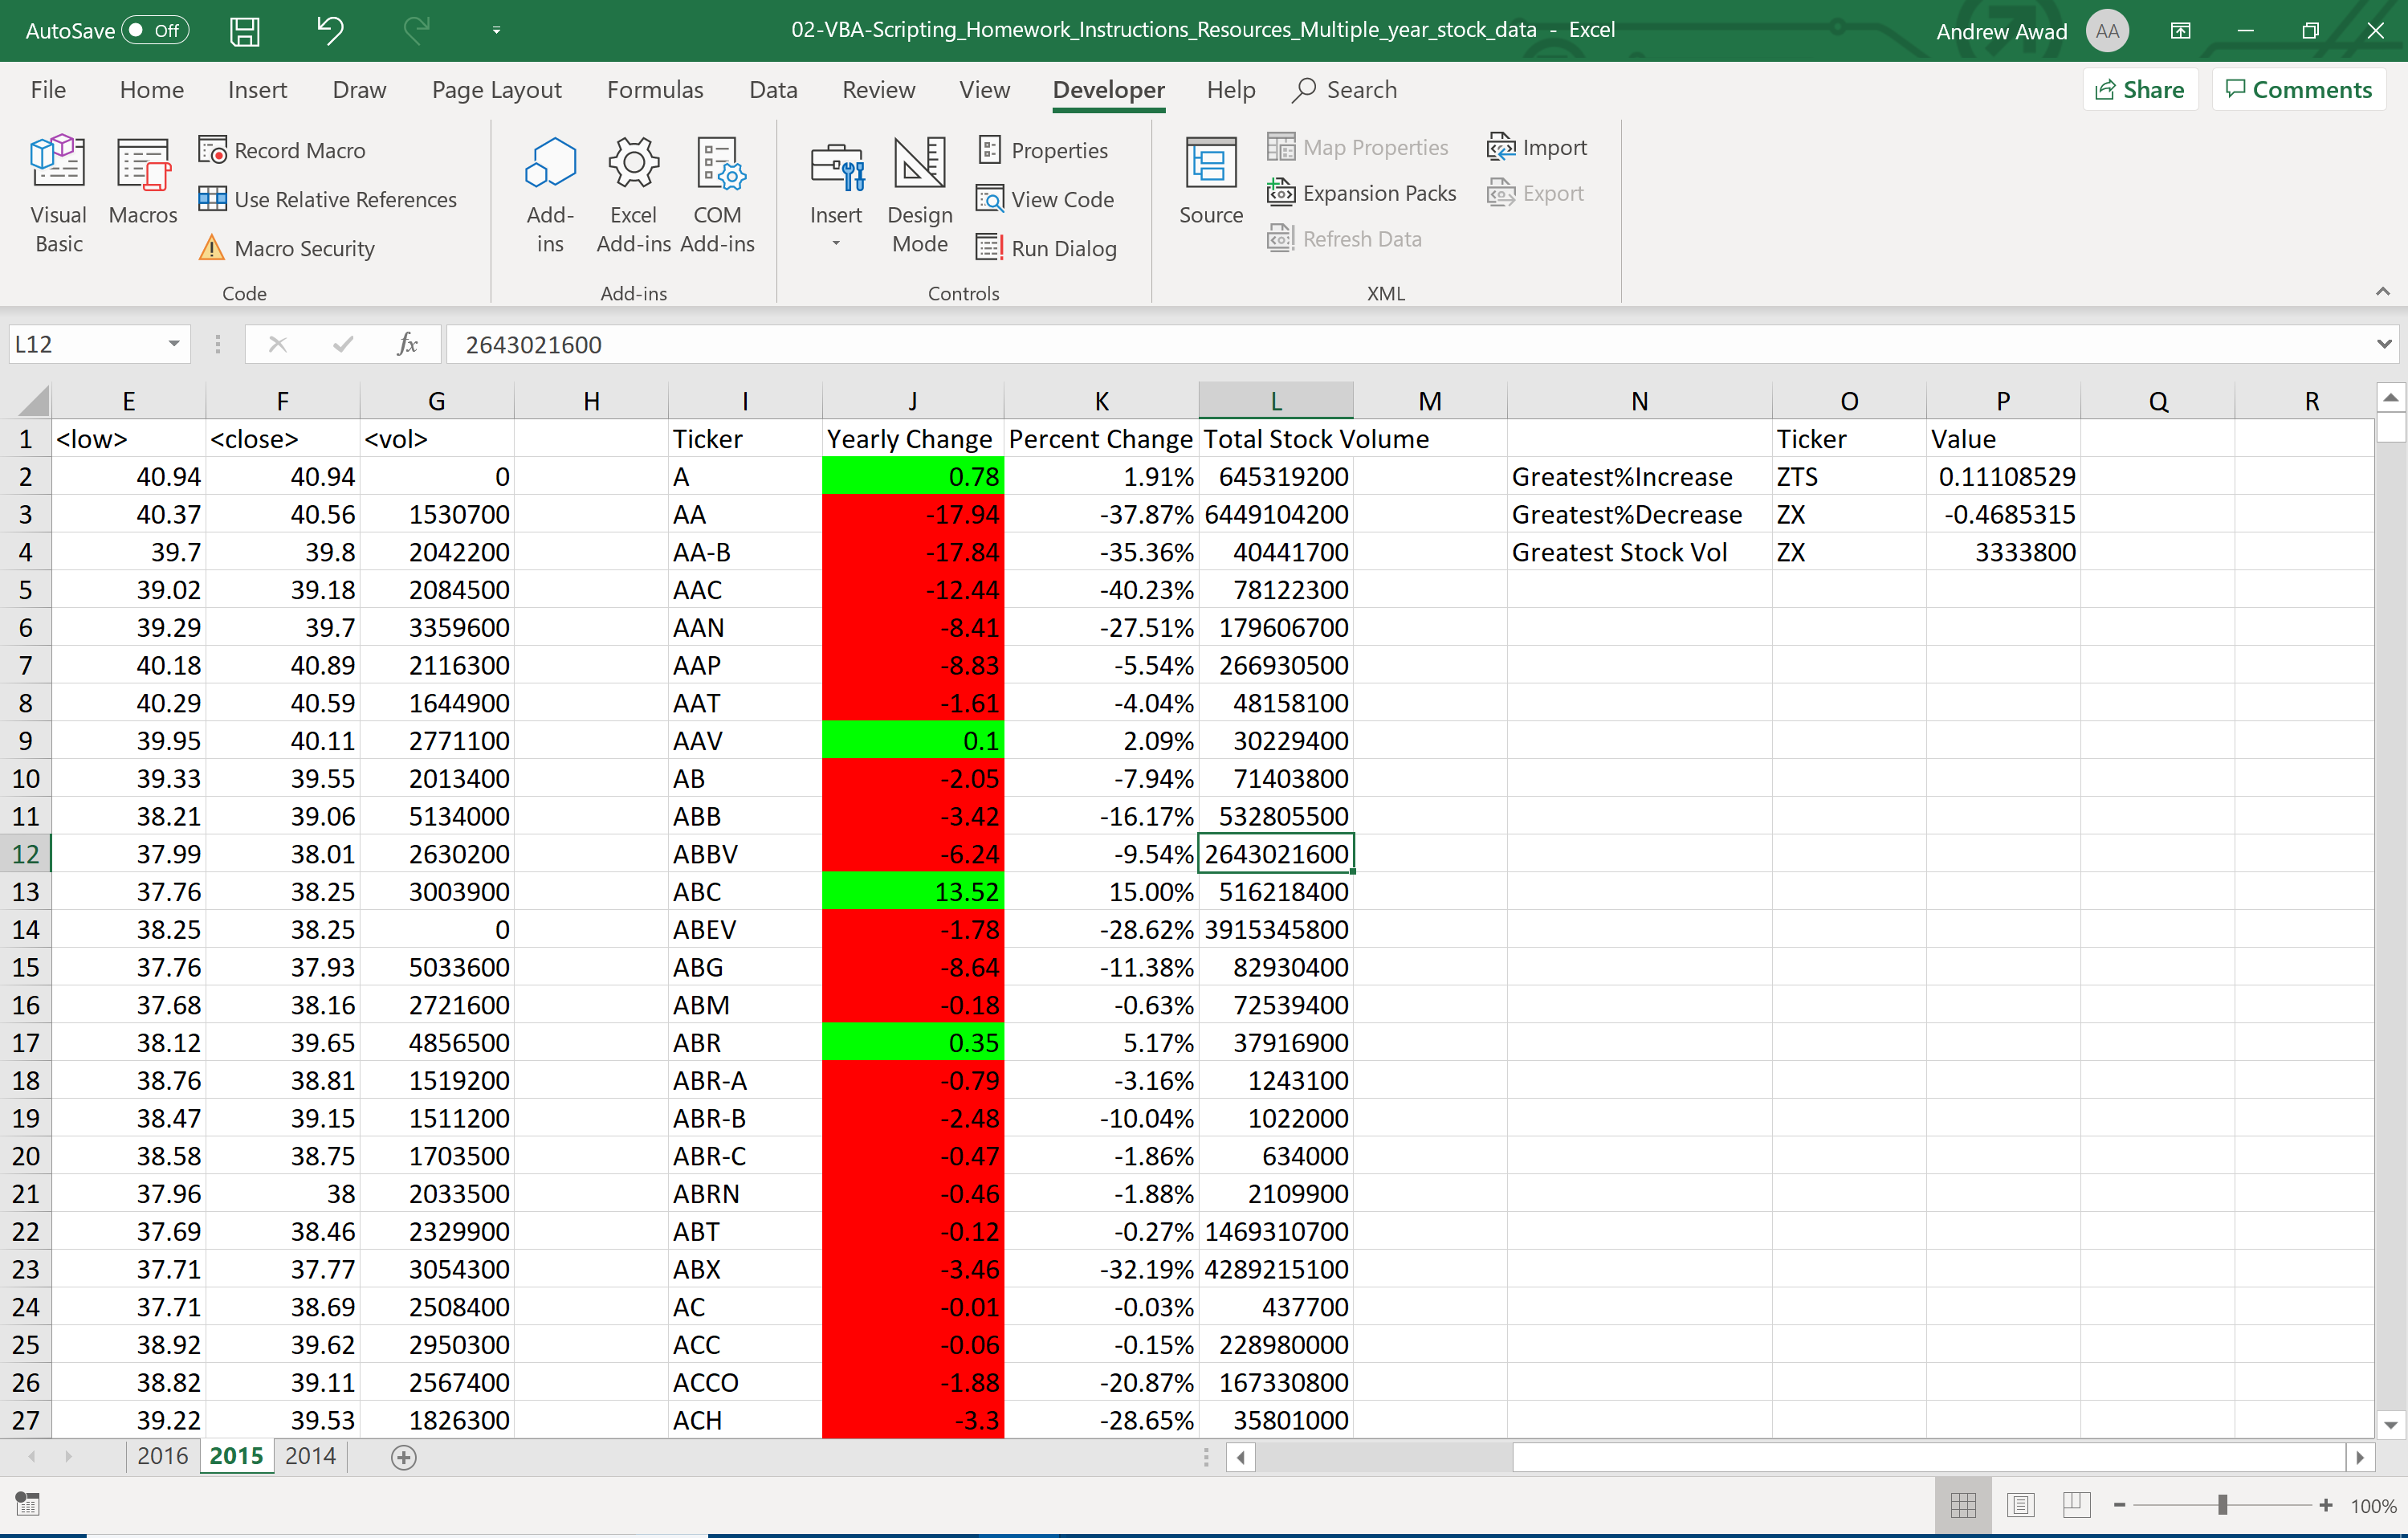 AutoSave Off 02-VBA-Scripting_Homework_Instructions_Resources_Multiple_year_stock_data - Excel Andrew Awad AA
File Home Insert Draw Page Layout Formulas Data Review View Developer Help Search Share Comments
Visual Basic Macros Record Macro Use Relative References Macro Security
Add-ins Excel Add-ins COM Add-ins
Insert Design Mode Properties View Code Run Dialog
Source Map Properties Expansion Packs Refresh Data Import Export
Code Add-ins Controls XML
L12 fx 2643021600
E F G H I J K L M N O P Q R
1 <low> <close> <vol> Ticker Yearly Change Percent Change Total Stock Volume Ticker Value
2 40.94 40.94 0 A 0.78 1.91% 645319200 Greatest%Increase ZTS 0.11108529
3 40.37 40.56 1530700 AA -17.94 -37.87% 6449104200 Greatest%Decrease ZX -0.4685315
4 39.7 39.8 2042200 AA-B -17.84 -35.36% 40441700 Greatest Stock Vol ZX 3333800
5 39.02 39.18 2084500 AAC -12.44 -40.23% 78122300
6 39.29 39.7 3359600 AAN -8.41 -27.51% 179606700
7 40.18 40.89 2116300 AAP -8.83 -5.54% 266930500
8 40.29 40.59 1644900 AAT -1.61 -4.04% 48158100
9 39.95 40.11 2771100 AAV 0.1 2.09% 30229400
10 39.33 39.55 2013400 AB -2.05 -7.94% 71403800
11 38.21 39.06 5134000 ABB -3.42 -16.17% 532805500
12 37.99 38.01 2630200 ABBV -6.24 -9.54% 2643021600
13 37.76 38.25 3003900 ABC 13.52 15.00% 516218400
14 38.25 38.25 0 ABEV -1.78 -28.62% 3915345800
15 37.76 37.93 5033600 ABG -8.64 -11.38% 82930400
16 37.68 38.16 2721600 ABM -0.18 -0.63% 72539400
17 38.12 39.65 4856500 ABR 0.35 5.17% 37916900
18 38.76 38.81 1519200 ABR-A -0.79 -3.16% 1243100
19 38.47 39.15 1511200 ABR-B -2.48 -10.04% 1022000
20 38.58 38.75 1703500 ABR-C -0.47 -1.86% 634000
21 37.96 38 2033500 ABRN -0.46 -1.88% 2109900
22 37.69 38.46 2329900 ABT -0.12 -0.27% 1469310700
23 37.71 37.77 3054300 ABX -3.46 -32.19% 4289215100
24 37.71 38.69 2508400 AC -0.01 -0.03% 437700
25 38.92 39.62 2950300 ACC -0.06 -0.15% 228980000
26 38.82 39.11 2567400 ACCO -1.88 -20.87% 167330800
27 39.22 39.53 1826300 ACH -3.3 -28.65% 35801000
2016 2015 2014
100%